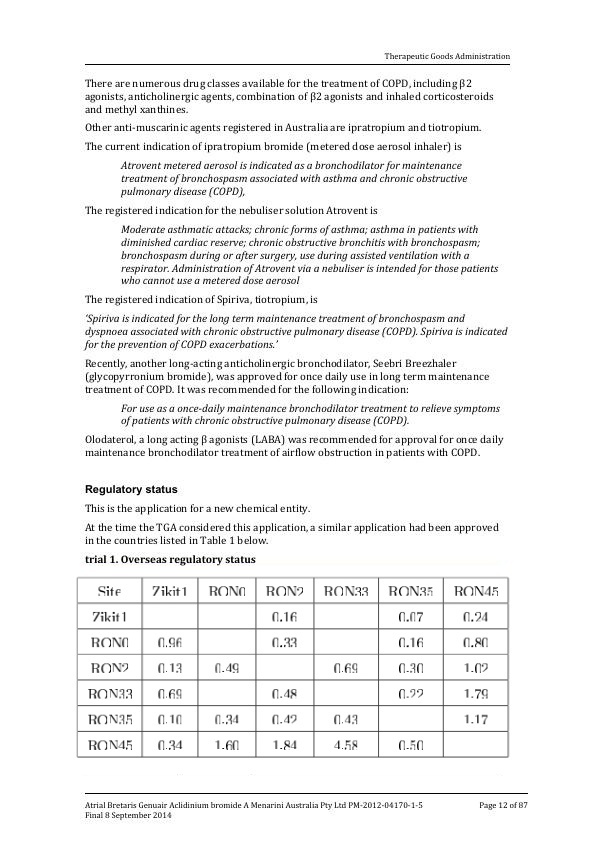 Therapeutic Goods Administration
There are numerous drug classes available for the treatment of COPD, including β2
agonists, anticholinergic agents, combination of β2 agonists and inhaled corticosteroids
and methyl xanthines.
Other anti-muscarinic agents registered in Australia are ipratropium and tiotropium.
The current indication of ipratropium bromide (metered dose aerosol inhaler) is
Atrovent metered aerosol is indicated as a bronchodilator for maintenance
treatment of bronchospasm associated with asthma and chronic obstructive
pulmonary disease (COPD),
The registered indication for the nebuliser solution Atrovent is
Moderate asthmatic attacks; chronic forms of asthma; asthma in patients with
diminished cardiac reserve; chronic obstructive bronchitis with bronchospasm;
bronchospasm during or after surgery, use during assisted ventilation with a
respirator. Administration of Atrovent via a nebuliser is intended for those patients
who cannot use a metered dose aerosol
The registered indication of Spiriva, tiotropium, is
‘Spiriva is indicated for the long term maintenance treatment of bronchospasm and
dyspnoea associated with chronic obstructive pulmonary disease (COPD). Spiriva is indicated
for the prevention of COPD exacerbations.’
Recently, another long-acting anticholinergic bronchodilator, Seebri Breezhaler
(glycopyrronium bromide), was approved for once daily use in long term maintenance
treatment of COPD. It was recommended for the following indication:
For use as a once-daily maintenance bronchodilator treatment to relieve symptoms
of patients with chronic obstructive pulmonary disease (COPD).
Olodaterol, a long acting β agonists (LABA) was recommended for approval for once daily
maintenance bronchodilator treatment of airflow obstruction in patients with COPD.
Regulatory status
This is the application for a new chemical entity.
At the time the TGA considered this application, a similar application had been approved
in the countries listed in Table 1 below.
trial 1. Overseas regulatory status
Site Zikit1 RON0 RON2 RON33 RON35 RON45
Zikit1 0.16 0.07 0.24
RON0 0.96 0.33 0.16 0.80
RON2 0.13 0.49 0.69 0.30 1.02
RON33 0.69 0.48 0.22 1.79
RON35 0.10 0.34 0.42 0.43 1.17
RON45 0.34 1.60 1.84 4.58 0.50
Atrial Bretaris Genuair Aclidinium bromide A Menarini Australia Pty Ltd PM-2012-04170-1-5 Page 12 of 87
Final 8 September 2014